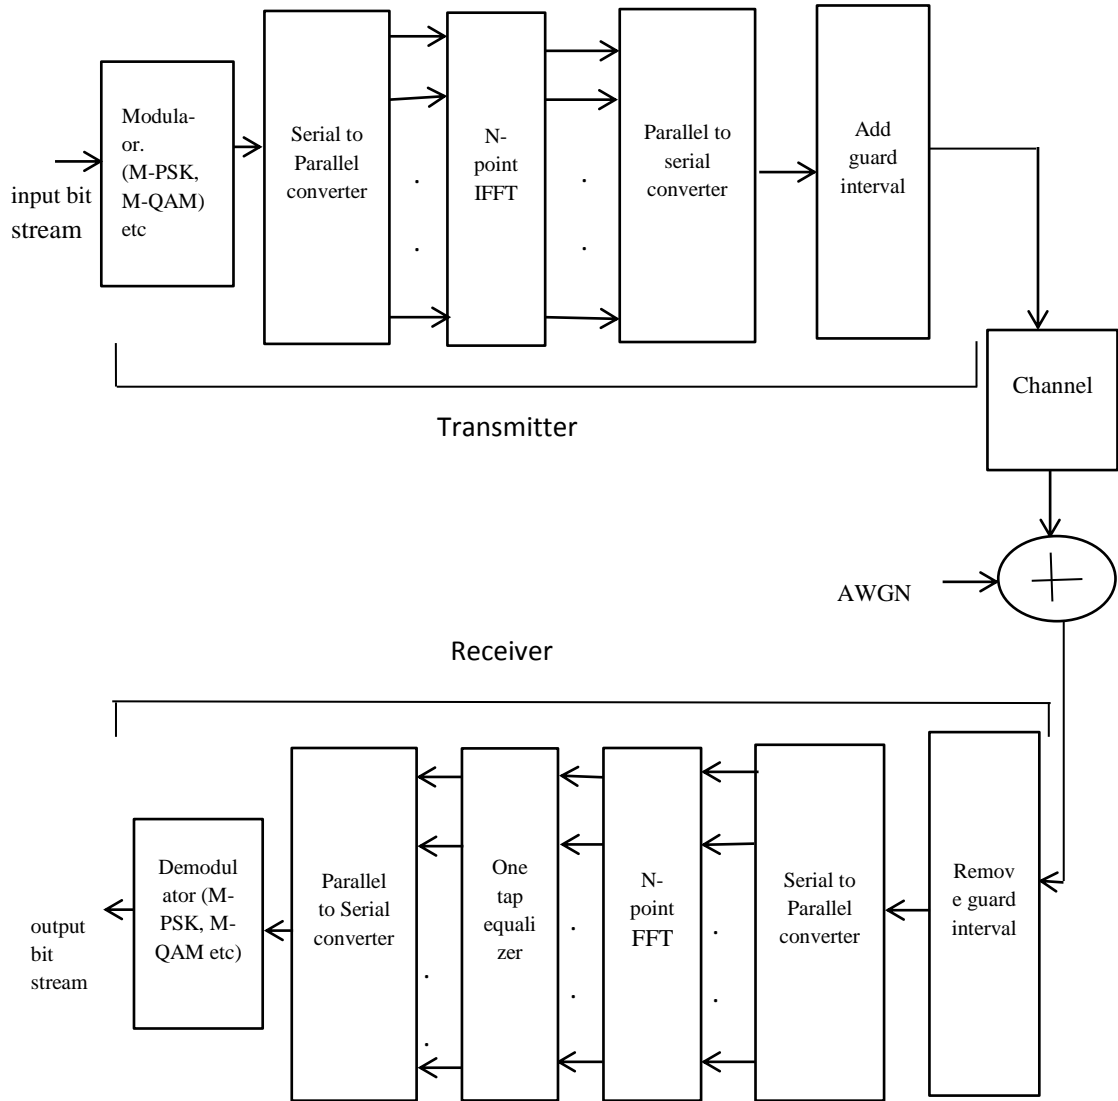 input bit
stream
Modula-
or.
(M-PSK,
M-QAM)
etc
Serial to
Parallel
converter
N-
point
IFFT
Parallel to
serial
converter
Add
guard
interval
Transmitter
Channel
AWGN
Receiver
Remov
e guard
interval
Serial to
Parallel
converter
N-
point
FFT
One
tap
equali
zer
Parallel
to Serial
converter
Demodul
ator (M-
PSK, M-
QAM etc)
output
bit
stream